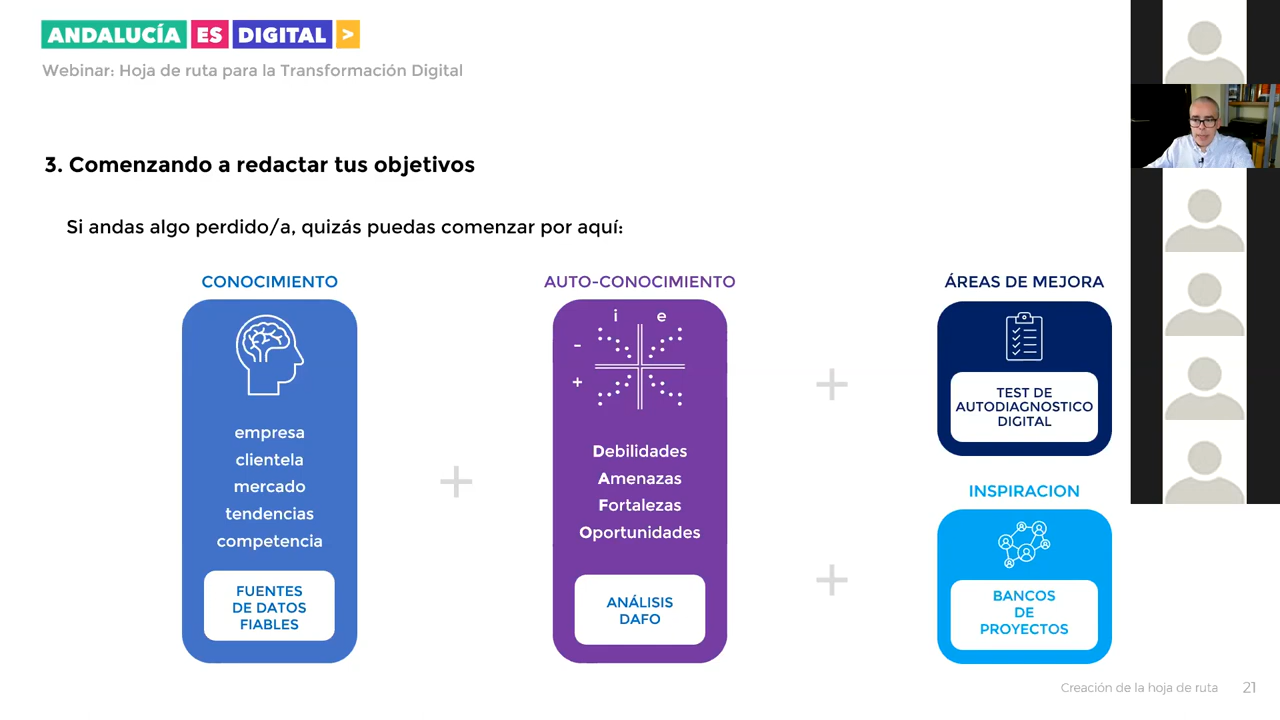 ANDALUCÍA ES DIGITAL >
Webinar: Hoja de ruta para la Transformación Digital
3. Comenzando a redactar tus objetivos
Si andas algo perdido/a, quizás puedas comenzar por aquí:
CONOCIMIENTO
empresa
clientela
mercado
tendencias
competencia
FUENTES
DE DATOS
FIABLES
+
AUTO-CONOCIMIENTO
i e
-
+
Debilidades
Amenazas
Fortalezas
Oportunidades
ANÁLISIS
DAFO
+
ÁREAS DE MEJORA
TEST DE
AUTODIAGNOSTICO
DIGITAL
+
INSPIRACION
BANCOS
DE
PROYECTOS
Creación de la hoja de ruta 21